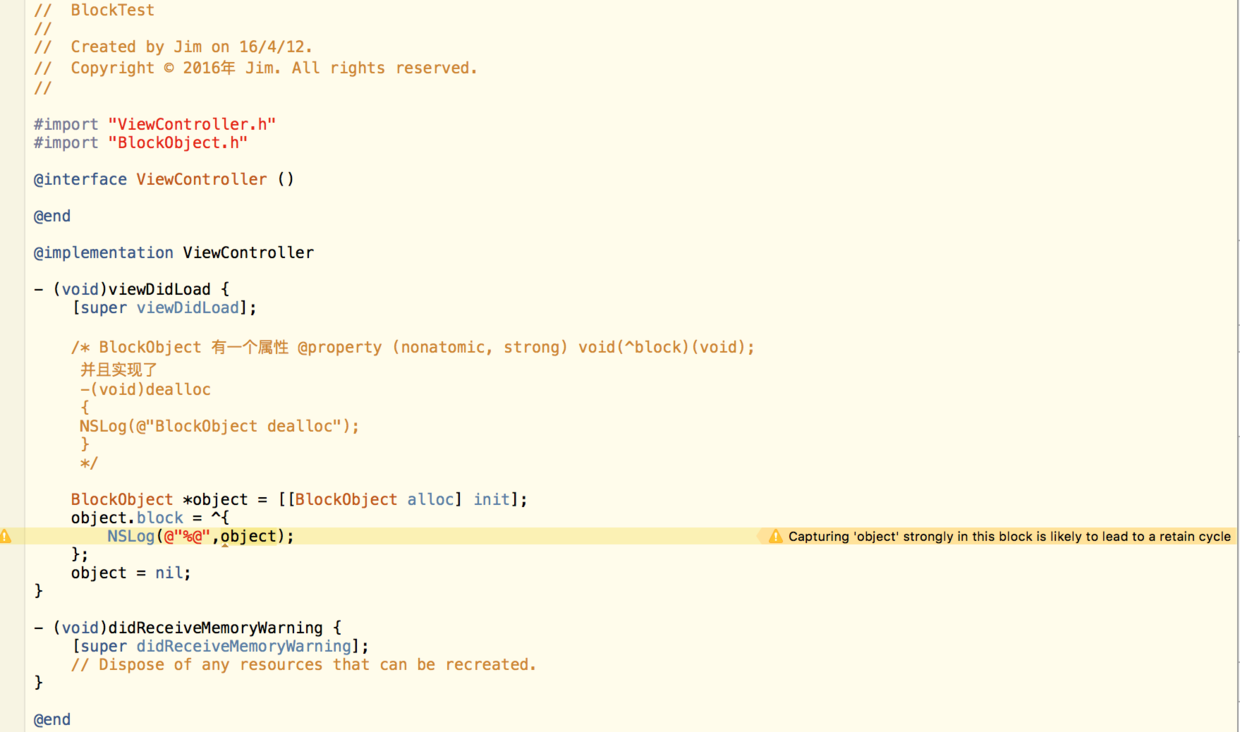 //  BlockTest
//
//  Created by Jim on 16/4/12.
//  Copyright © 2016年 Jim. All rights reserved.
//
#import "ViewController.h"
#import "BlockObject.h"
@interface ViewController ()
@end
@implementation ViewController
- (void)viewDidLoad {
    [super viewDidLoad];
    /* BlockObject 有一个属性 @property (nonatomic, strong) void(^block)(void);
     并且实现了
     -(void)dealloc
     {
     NSLog(@"BlockObject dealloc");
     }
     */
    BlockObject *object = [[BlockObject alloc] init];
    object.block = ^{
        NSLog(@"%@",object);
Capturing 'object' strongly in this block is likely to lead to a retain cycle
    };
    object = nil;
}
- (void)didReceiveMemoryWarning {
    [super didReceiveMemoryWarning];
    // Dispose of any resources that can be recreated.
}
@end